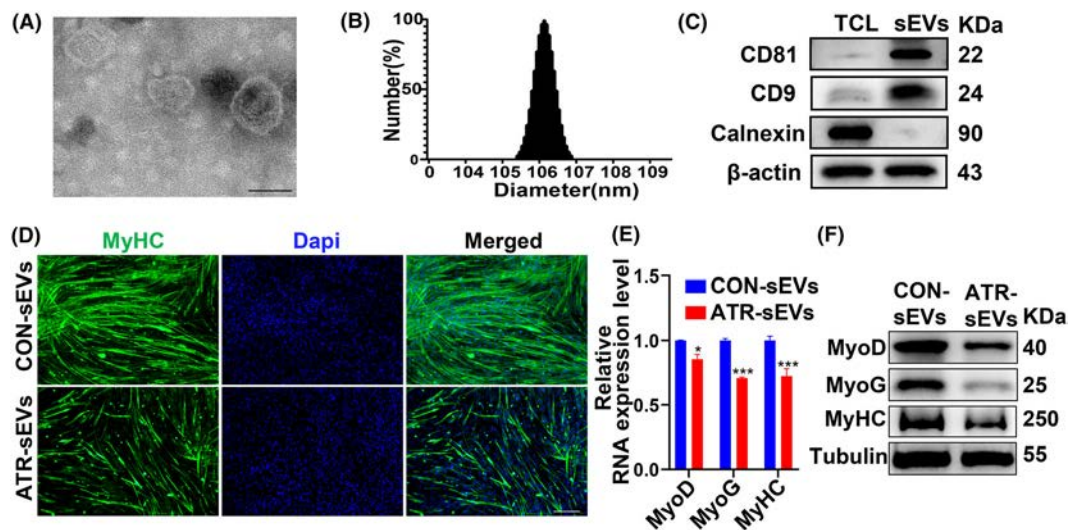 (A)
(B)
Number(%)
100
50
0
0 104 105 106 107 108 109
Diameter(nm)
(C)
TCL sEVs KDa
CD81 22
CD9 24
Calnexin 90
β-actin 43
(D)
MyHC Dapi Merged
CON-sEVs
ATR-sEVs
(E)
Relative
RNA expression level
1.5
1.0
0.5
0.0
CON-sEVs
ATR-sEVs
* *** ***
MyoD MyoG MyHC
(F)
CON- ATR-
sEVs sEVs KDa
MyoD 40
MyoG 25
MyHC 250
Tubulin 55